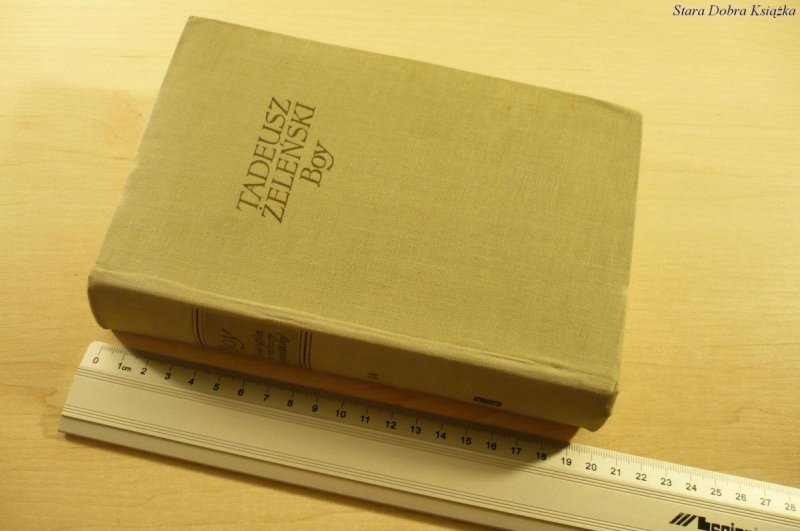 Stara Dobra Książka
TADEUSZ
ŻELEŃSKI
Boy
Boy
0 1cm 2 3 4 5 6 7 8 9 10 11 12 13 14 15 16 17 18 19 20 21 22 23 24 25 26 27 28